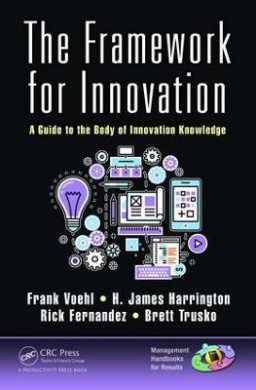 The Framework
for Innovation
A Guide to the Body of Innovation Knowledge
Frank Voehl • H. James Harrington
Rick Fernandez • Brett Trusko
CRC
CRC Press
Taylor & Francis Group
A PRODUCTIVITY PRESS BOOK
Management
Handbooks
for Results